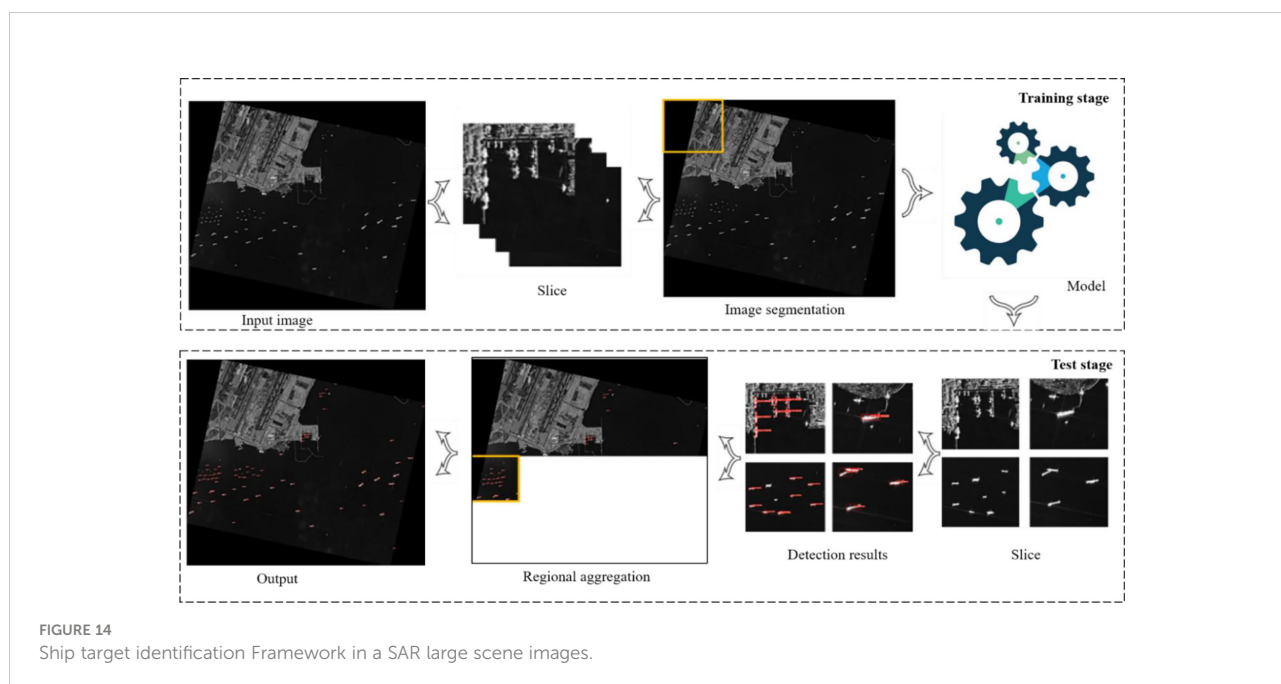 Training stage
Input image
Slice
Image segmentation
Model
Test stage
Output
Regional aggregation
Detection results
Slice
FIGURE 14
Ship target identification Framework in a SAR large scene images.